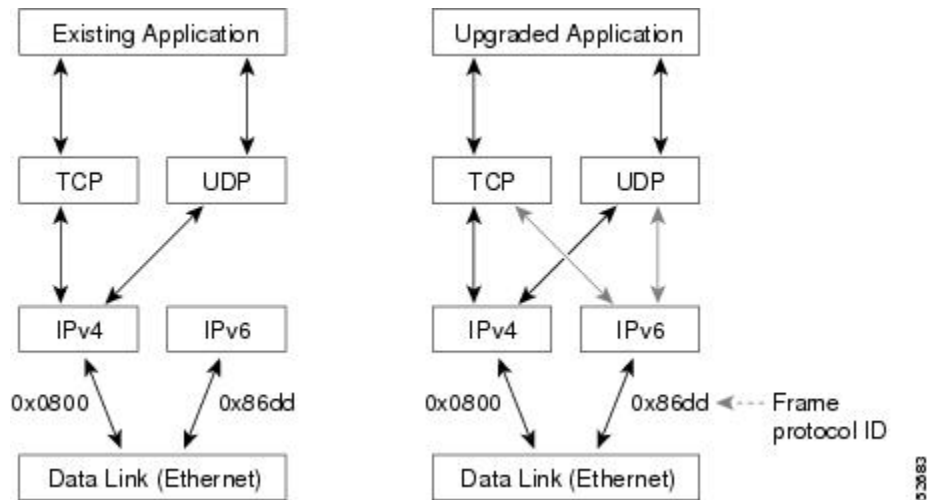 Existing Application
Upgraded Application
TCP
UDP
TCP
UDP
IPv4
IPv6
IPv4
IPv6
0x0800
0x86dd
0x0800
0x86dd
Frame
protocol ID
Data Link (Ethernet)
Data Link (Ethernet)
52683